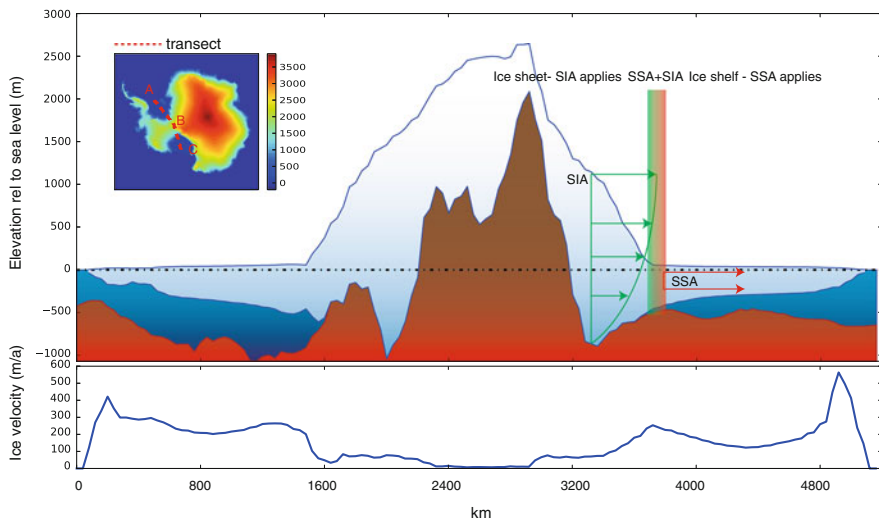 3000
2500
2000
1500
1000
500
0
−500
−1000
Elevation rel to sea level (m)
transect
A
B
C
3500
3000
2500
2000
1500
1000
500
0
Ice sheet- SIA applies SSA+SIA Ice shelf - SSA applies
SIA
SSA
600
500
400
300
200
100
0
Ice velocity (m/a)
0 800 1600 2400 3200 4000 4800
km